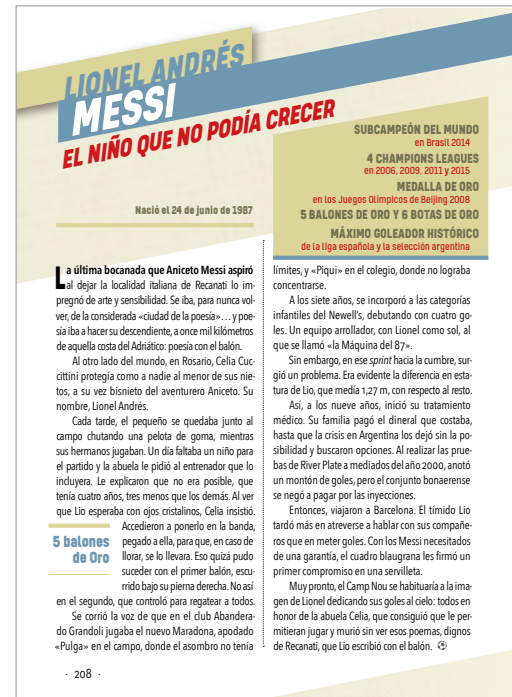 LIONEL ANDRÉS
MESSI
EL NIÑO QUE NO PODÍA CRECER
SUBCAMPEÓN DEL MUNDO
en Brasil 2014
4 CHAMPIONS LEAGUES
en 2006, 2009, 2011 y 2015
MEDALLA DE ORO
en los Juegos Olímpicos de Beijing 2008
5 BALONES DE ORO Y 6 BOTAS DE ORO
MÁXIMO GOLEADOR HISTÓRICO
de la liga española y la selección argentina
Nació el 24 de junio de 1987
La última bocanada que Aniceto Messi aspiró
al dejar la localidad italiana de Recanati lo im-
pregnó de arte y sensibilidad. Se iba, para nunca vol-
ver, de la considerada «ciudad de la poesía»… y poe-
sía iba a hacer su descendiente, a once mil kilómetros
de aquella costa del Adriático: poesía con el balón.
Al otro lado del mundo, en Rosario, Celia Cuc-
cittini protegía como a nadie al menor de sus nie-
tos, a su vez bisnieto del aventurero Aniceto. Su
nombre, Lionel Andrés.
Cada tarde, el pequeño se quedaba junto al
campo chutando una pelota de goma, mientras
sus hermanos jugaban. Un día faltaba un niño para
el partido y la abuela le pidió al entrenador que lo
incluyera. Le explicaron que no era posible, que
tenía cuatro años, tres menos que los demás. Al ver
que Lio esperaba con ojos cristalinos, Celia insistió.
Accedieron a ponerlo en la banda,
pegado a ella, para que, en caso de
llorar, se lo llevara. Eso quizá pudo
suceder con el primer balón, escu-
rrido bajo su pierna derecha. No así
en el segundo, que controló para regatear a todos.
Se corrió la voz de que en el club Abandera-
do Grandoli jugaba el nuevo Maradona, apodado
«Pulga» en el campo, donde el asombro no tenía
5 balones
de Oro
límites, y «Piqui» en el colegio, donde no lograba
concentrarse.
A los siete años, se incorporó a las categorías
infantiles del Newell’s, debutando con cuatro go-
les. Un equipo arrollador, con Lionel como sol, al
que se llamó «la Máquina del 87».
Sin embargo, en ese sprint hacia la cumbre, sur-
gió un problema. Era evidente la diferencia en esta-
tura de Lio, que medía 1,27 m, con respecto al resto.
Así, a los nueve años, inició su tratamiento
médico. Su familia pagó el dineral que costaba,
hasta que la crisis en Argentina los dejó sin la po-
sibilidad y buscaron opciones. Al realizar las prue-
bas de River Plate a mediados del año 2000, anotó
un montón de goles, pero el conjunto bonaerense
se negó a pagar por las inyecciones.
Entonces, viajaron a Barcelona. El tímido Lio
tardó más en atreverse a hablar con sus compañe-
ros que en meter goles. Con los Messi necesitados
de una garantía, el cuadro blaugrana les firmó un
primer compromiso en una servilleta.
Muy pronto, el Camp Nou se habituaría a la ima-
gen de Lionel dedicando sus goles al cielo: todos en
honor de la abuela Celia, que consiguió que le per-
mitieran jugar y murió sin ver esos poemas, dignos
de Recanati, que Lio escribió con el balón.
· 208 ·